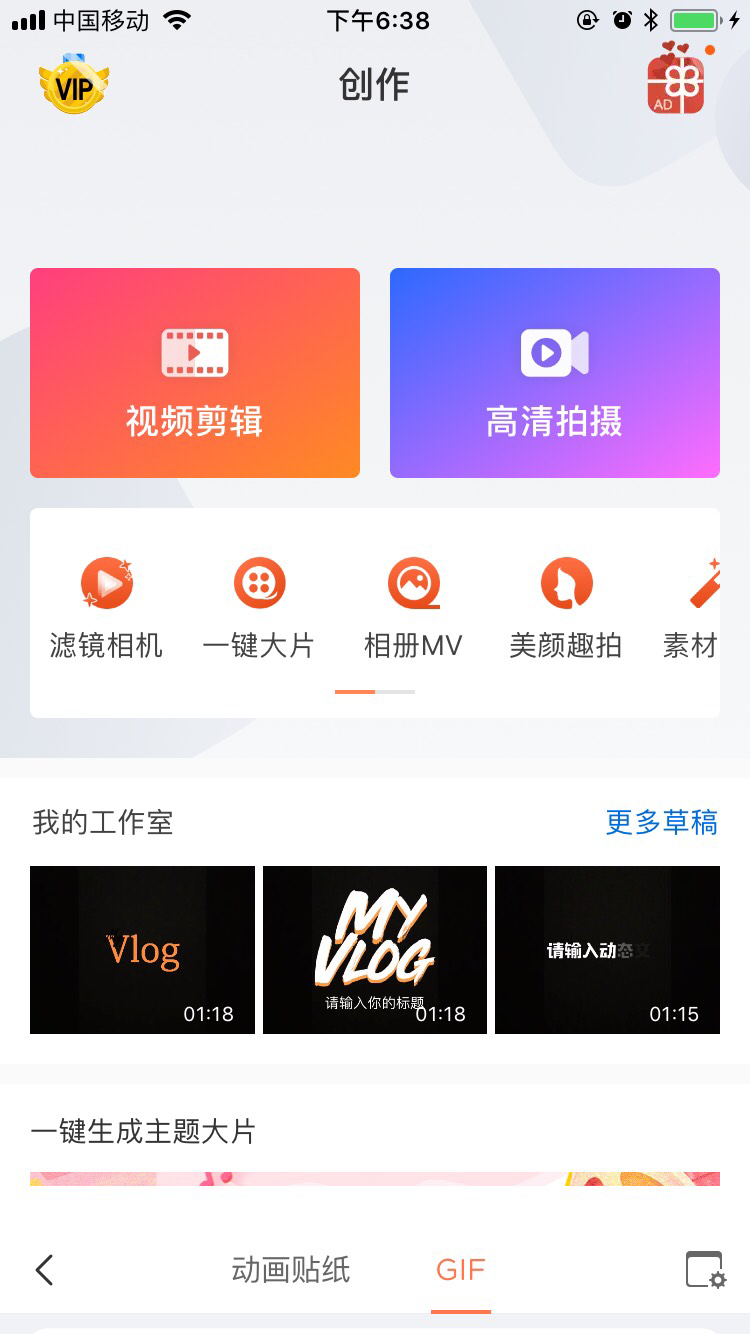 中国移动 下午6:38
VIP 创作 AD
视频剪辑 高清拍摄
滤镜相机 一键大片 相册MV 美颜趣拍 素材
我的工作室 更多草稿
Vlog
MY
VLOG
请输入你的标题
请输入动态文
01:18 01:18 01:15
一键生成主题大片
动画贴纸 GIF